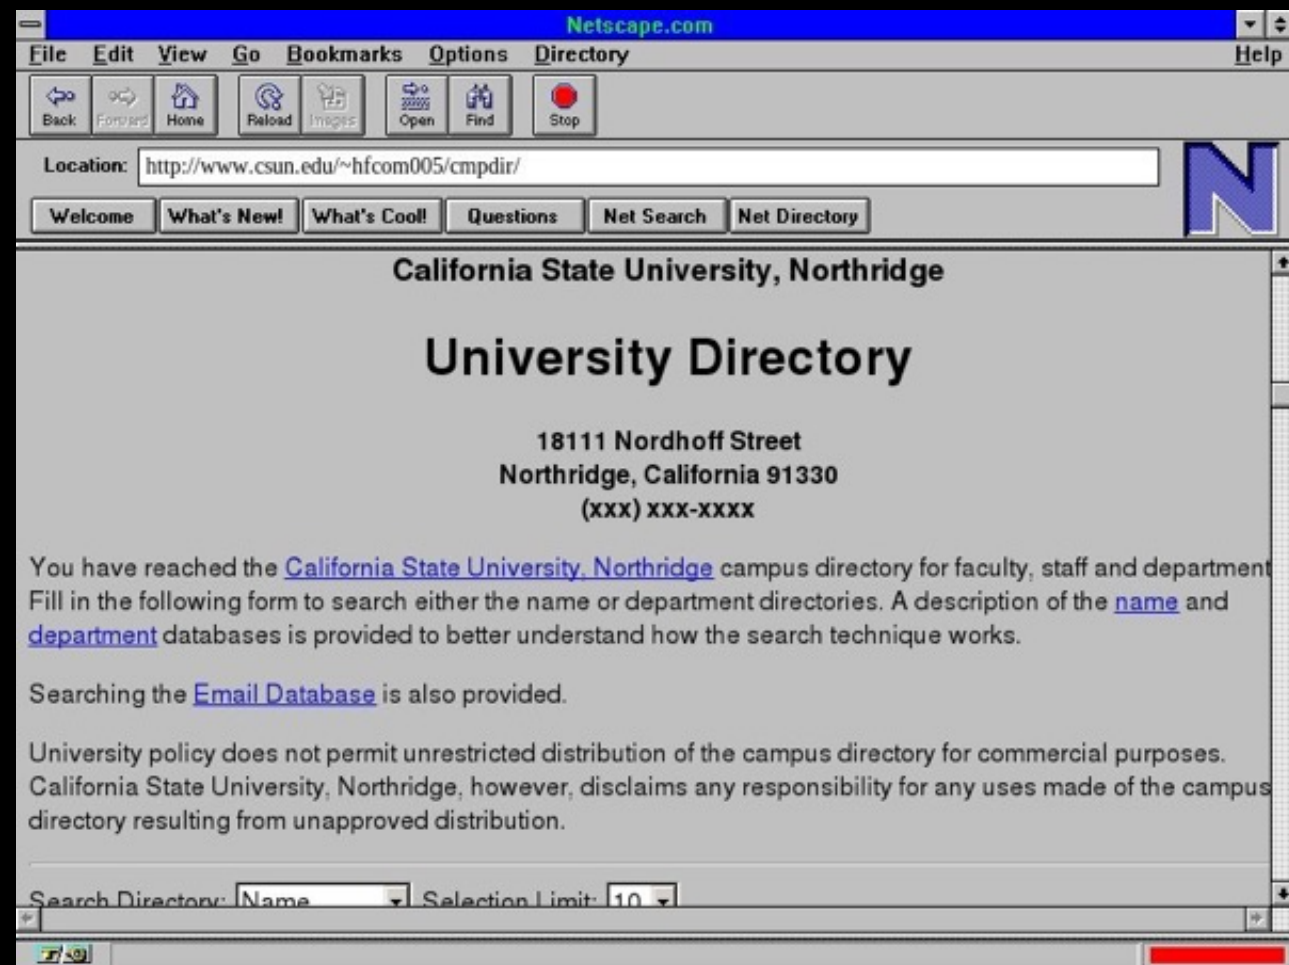 Netscape.com
File Edit View Go Bookmarks Options Directory Help
Back Forward Home Reload Images Open Find Stop
Location: http://www.csun.edu/~hfcom005/cmpdir/
N
Welcome What's New! What's Cool! Questions Net Search Net Directory
California State University, Northridge
University Directory
18111 Nordhoff Street
Northridge, California 91330
(xxx) xxx-xxxx
You have reached the California State University, Northridge campus directory for faculty, staff and department
Fill in the following form to search either the name or department directories. A description of the name and
department databases is provided to better understand how the search technique works.
Searching the Email Database is also provided.
University policy does not permit unrestricted distribution of the campus directory for commercial purposes.
California State University, Northridge, however, disclaims any responsibility for any uses made of the campus
directory resulting from unapproved distribution.
Search Directory: Name Selection Limit: 10